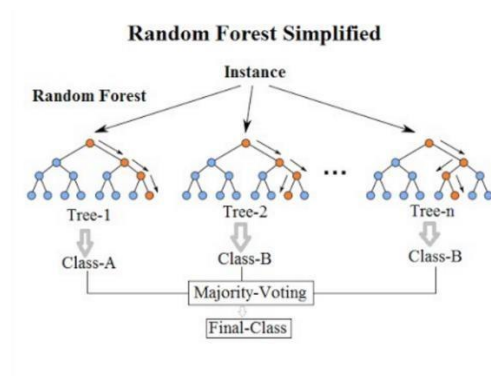 Random Forest Simplified
Instance
Random Forest
...
Tree-1
Tree-2
Tree-n
Class-A
Class-B
Class-B
Majority-Voting
Final-Class